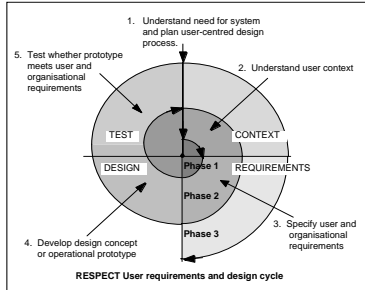 1. Understand need for system
and plan user-centred design
process.
5. Test whether prototype
meets user and
organisational
requirements
2. Understand user context
TEST
CONTEXT
DESIGN
REQUIREMENTS
Phase 1
Phase 2
Phase 3
3. Specify user and
organisational
requirements
4. Develop design concept
or operational prototype
RESPECT User requirements and design cycle